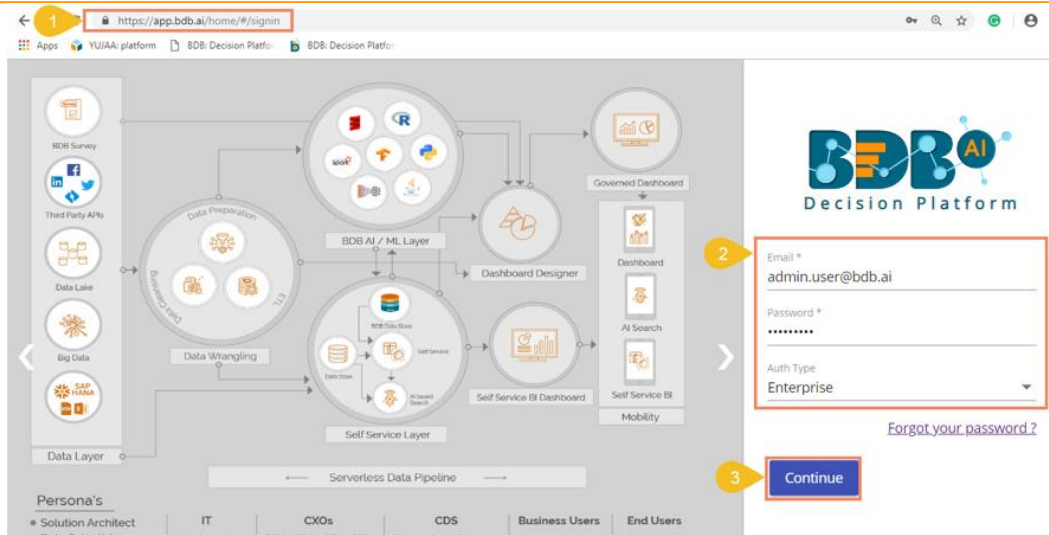 1
https://app.bdb.ai/home/#/signin
Apps YUJAA: platform BDB: Decision Platfor BDB: Decision Platfor
BDB Survey
Third Party APIs
Data Lake
Big Data
SAP HANA
Data Layer
Data Preparation
Data Cleansing
ETL
Data Wrangling
Spark
R
BDB AI / ML Layer
BDB Data Store
Data Store
Self Service
AI based
Search
Self Service Layer
Dashboard Designer
Self Service BI Dashboard
Governed Dashboard
Dashboard
AI Search
Self Service BI
Mobility
Serverless Data Pipeline
Persona's
Solution Architect
IT CXOs CDS Business Users End Users
BDB AI
Decision Platform
2
Email *
admin.user@bdb.ai
Password *
•••••••••
Auth Type
Enterprise
Forgot your password ?
3
Continue